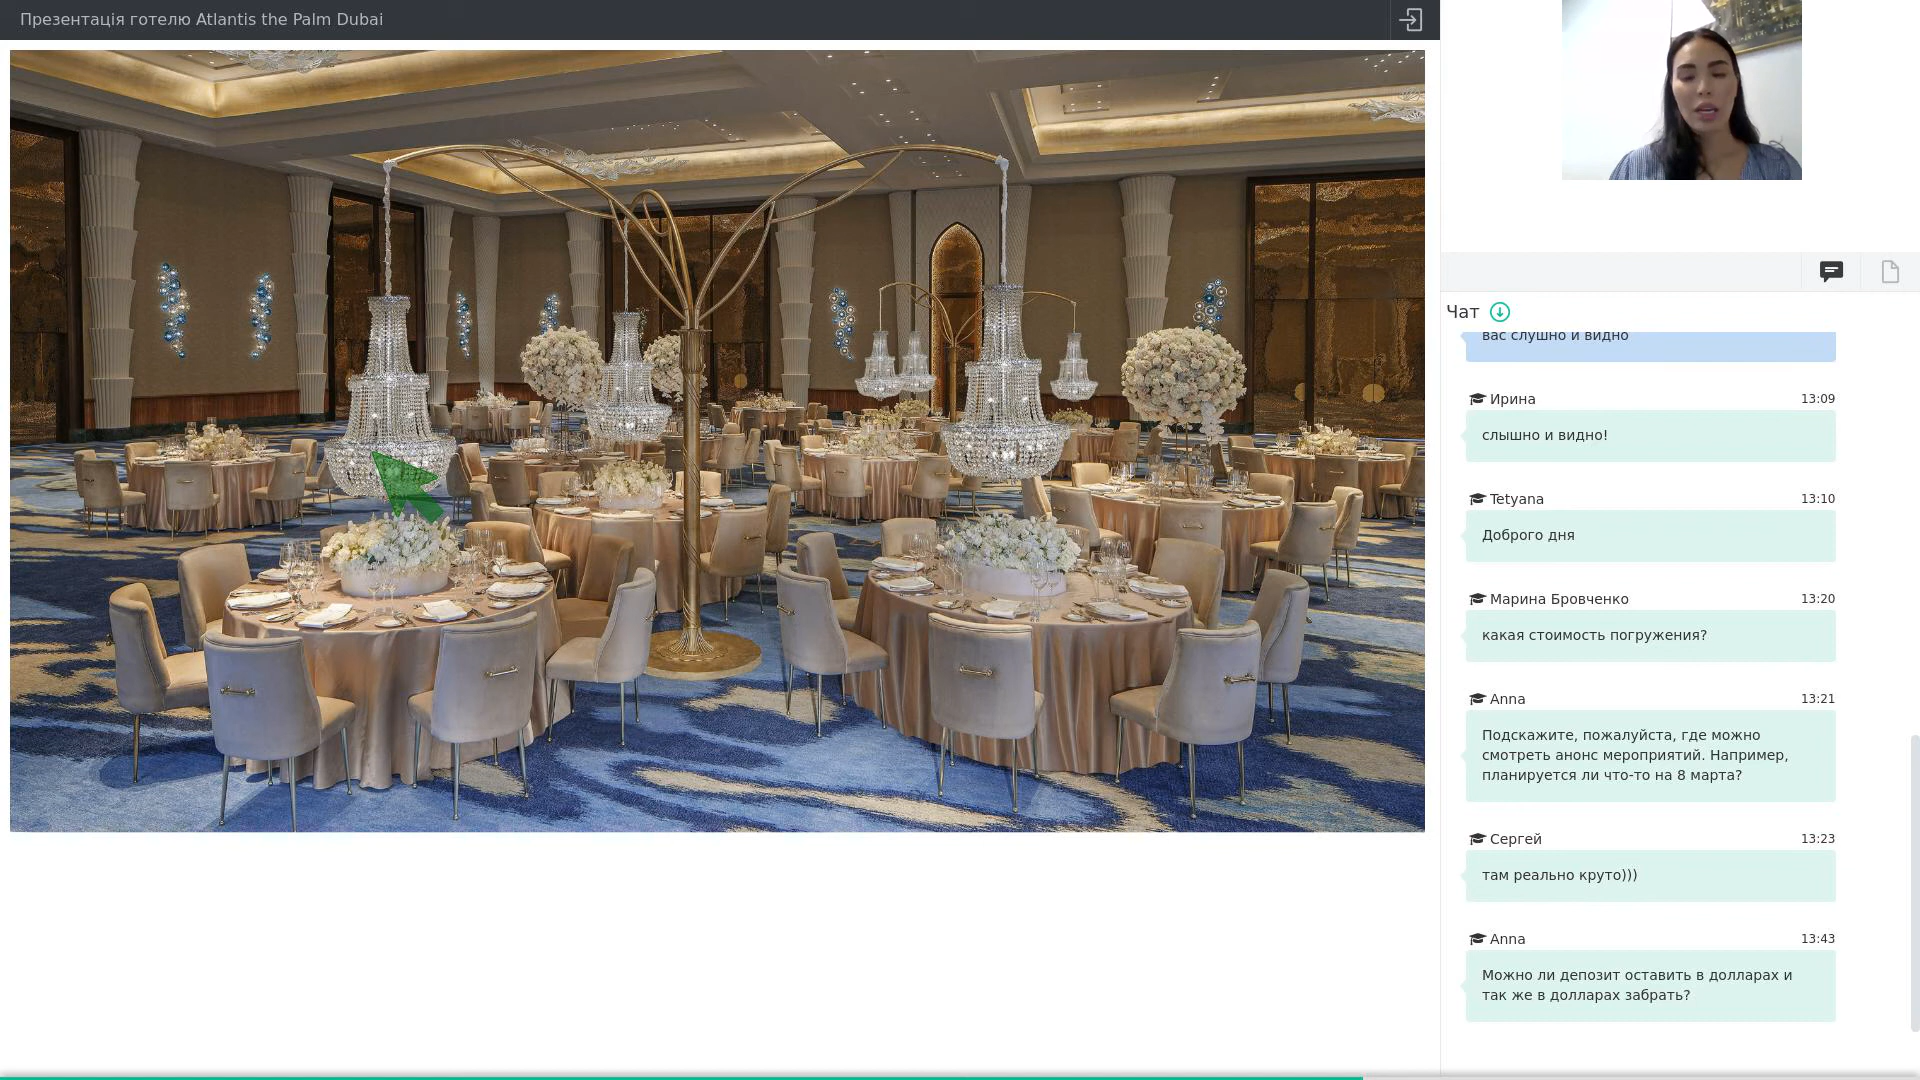 Презентація готелю Atlantis the Palm Dubai
Чат
вас слушно и видно
Ирина 13:09
слышно и видно!
Tetyana 13:10
Доброго дня
Марина Бровченко 13:20
какая стоимость погружения?
Anna 13:21
Подскажите, пожалуйста, где можно
смотреть анонс мероприятий. Например,
планируется ли что-то на 8 марта?
Сергей 13:23
там реально круто)))
Anna 13:43
Можно ли депозит оставить в долларах и
так же в долларах забрать?